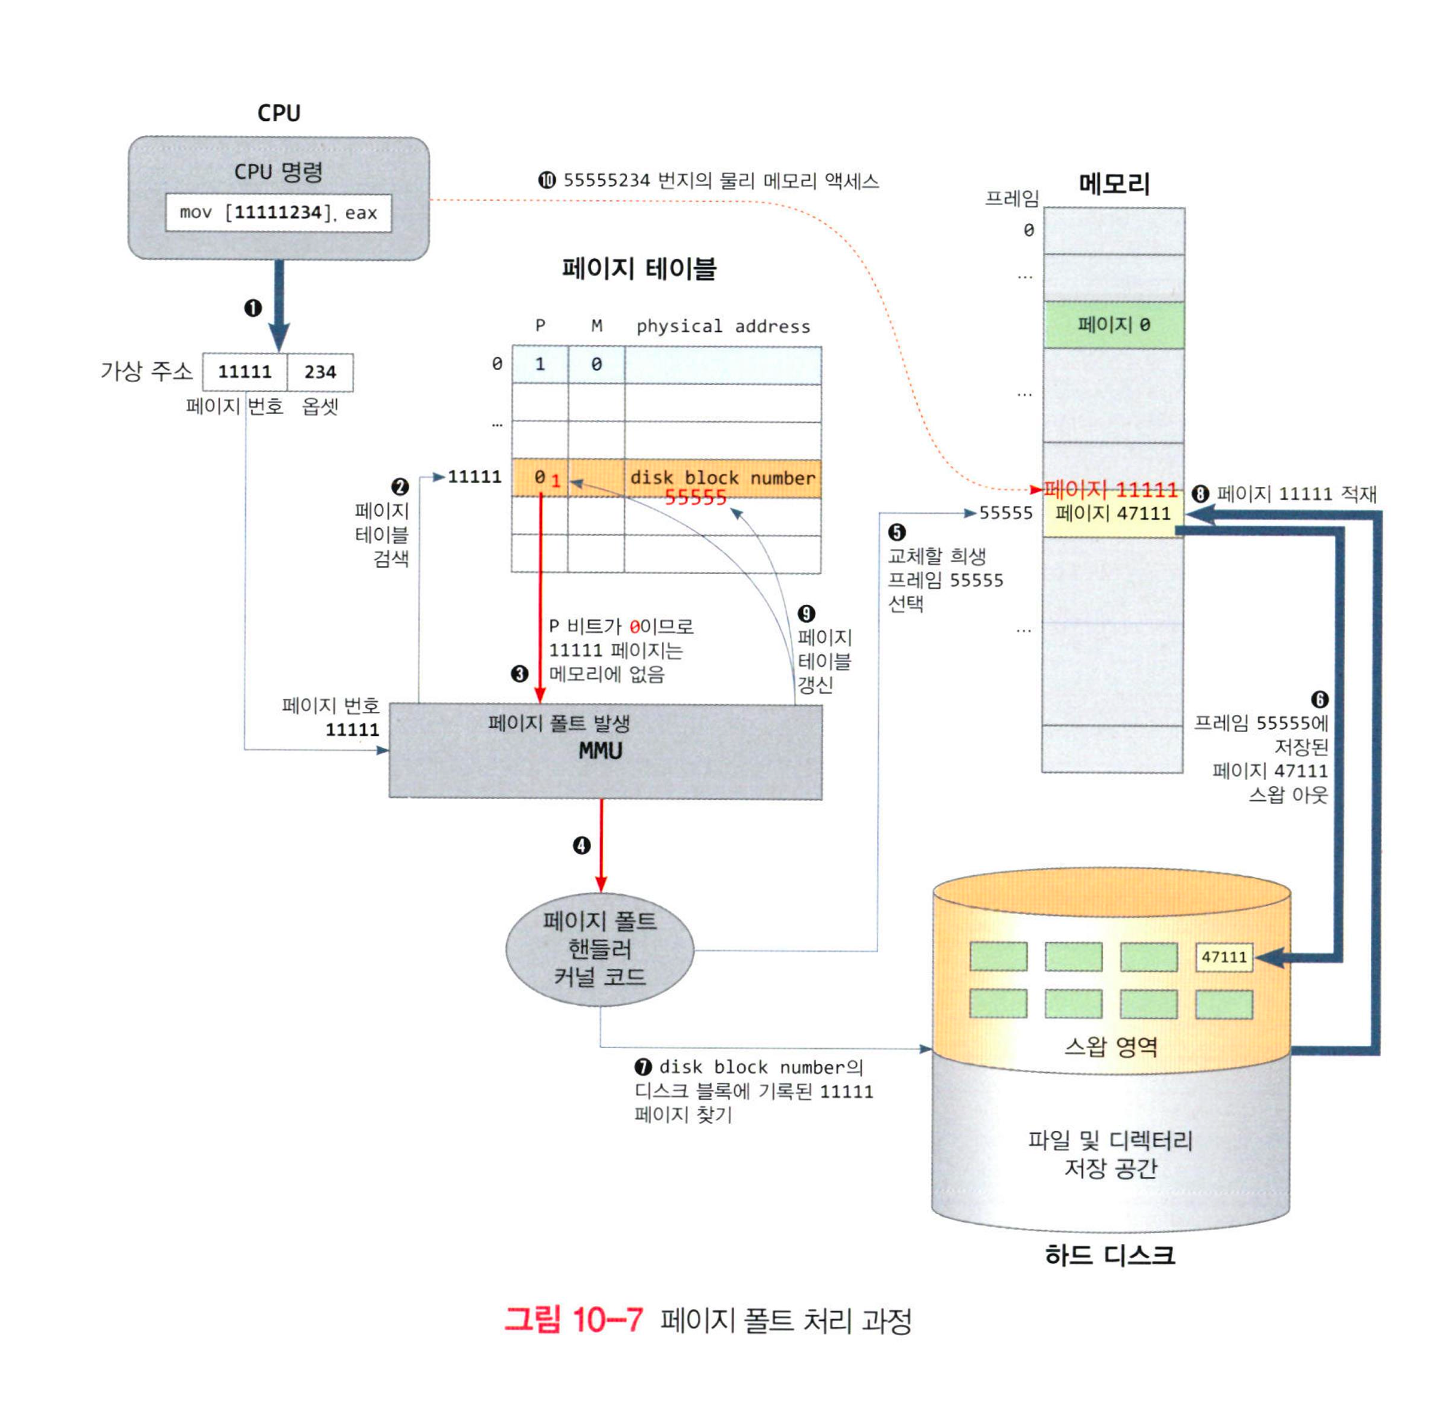 CPU
CPU 명령
mov [11111234], eax
❶
가상 주소 11111 234
페이지 번호 옵셋
❿ 55555234 번지의 물리 메모리 액세스
페이지 테이블
P M physical address
0 1 0
...
11111 0 1 disk block number
55555
❷
페이지
테이블
검색
P 비트가 0이므로
11111 페이지는
❸ 메모리에 없음
❾
페이지
테이블
갱신
페이지 번호
11111
페이지 폴트 발생
MMU
❹
페이지 폴트
핸들러
커널 코드
메모리
프레임
0
...
페이지 0
...
페이지 11111
55555 페이지 47111
...
❺
교체할 희생
프레임 55555
선택
❽ 페이지 11111 적재
❻
프레임 55555에
저장된
페이지 47111
스왑 아웃
❼ disk block number의
디스크 블록에 기록된 11111
페이지 찾기
47111
스왑 영역
파일 및 디렉터리
저장 공간
하드 디스크
그림 10-7 페이지 폴트 처리 과정